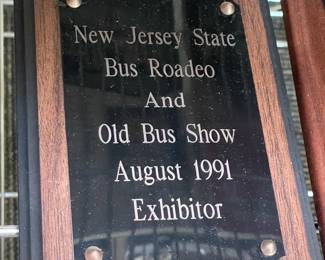 New Jersey State
Bus Roadeo
And
Old Bus Show
August 1991
Exhibitor